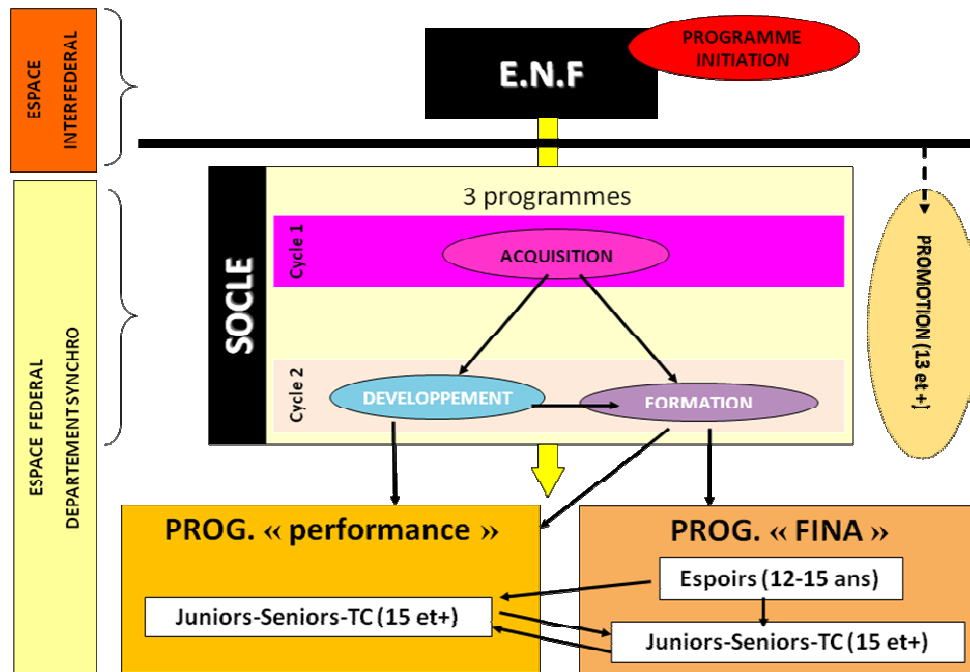 ESPACE
INTERFEDERAL
E.N.F
PROGRAMME
INITIATION
ESPACE FEDERAL
DEPARTEMENT SYNCHRO
SOCLE
3 programmes
Cycle 1
ACQUISITION
Cycle 2
DEVELOPPEMENT
FORMATION
PROMOTION (13 et +)
PROG. « performance »
Juniors-Seniors-TC (15 et+)
PROG. « FINA »
Espoirs (12-15 ans)
Juniors-Seniors-TC (15 et+)